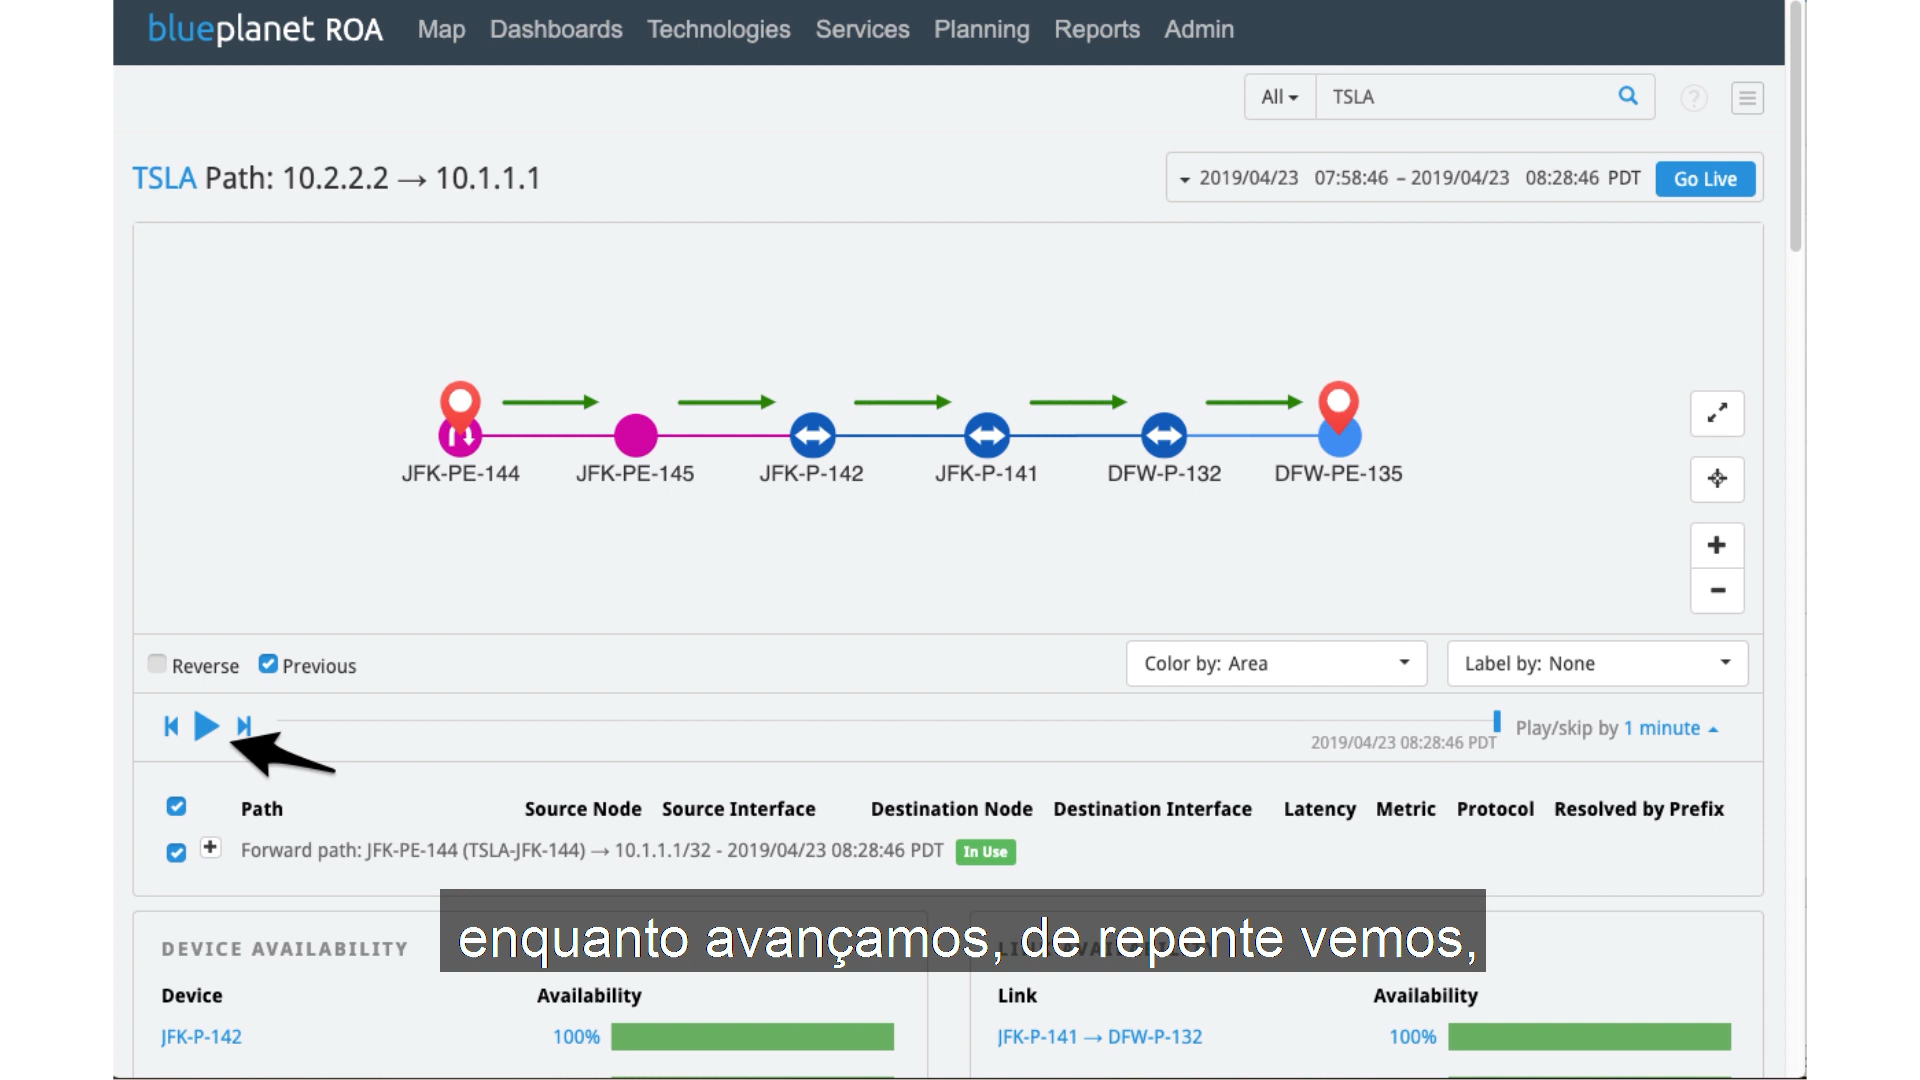 blueplanet ROA Map Dashboards Technologies Services Planning Reports Admin
All TSLA
?
TSLA Path: 10.2.2.2 → 10.1.1.1
2019/04/23 07:58:46 – 2019/04/23 08:28:46 PDT Go Live
JFK-PE-144 JFK-PE-145 JFK-P-142 JFK-P-141 DFW-P-132 DFW-PE-135
Reverse Previous
Color by: Area Label by: None
Play/skip by 1 minute
2019/04/23 08:28:46 PDT
Path Source Node Source Interface Destination Node Destination Interface Latency Metric Protocol Resolved by Prefix
Forward path: JFK-PE-144 (TSLA-JFK-144) → 10.1.1.1/32 - 2019/04/23 08:28:46 PDT In Use
enquanto avançamos, de repente vemos,
DEVICE AVAILABILITY
Device Availability
JFK-P-142 100%
Link Availability
JFK-P-141 → DFW-P-132 100%